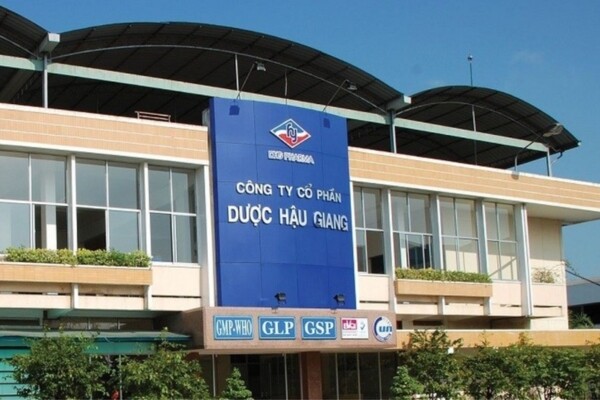 DHG PHARMA
CÔNG TY CỔ PHẦN
DƯỢC HẬU GIANG
GMP-WHO
GLP
GSP